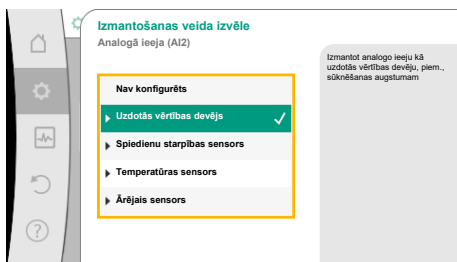 Izmantošanas veida izvēle
Analogā ieeja (AI2)
Izmantot analogo ieeju kā
uzdotās vērtības devēju, piem.,
sūknēšanas augstumam
Nav konfigurēts
Uzdotās vērtības devējs
Spiedienu starpības sensors
Temperatūras sensors
Ārējais sensors